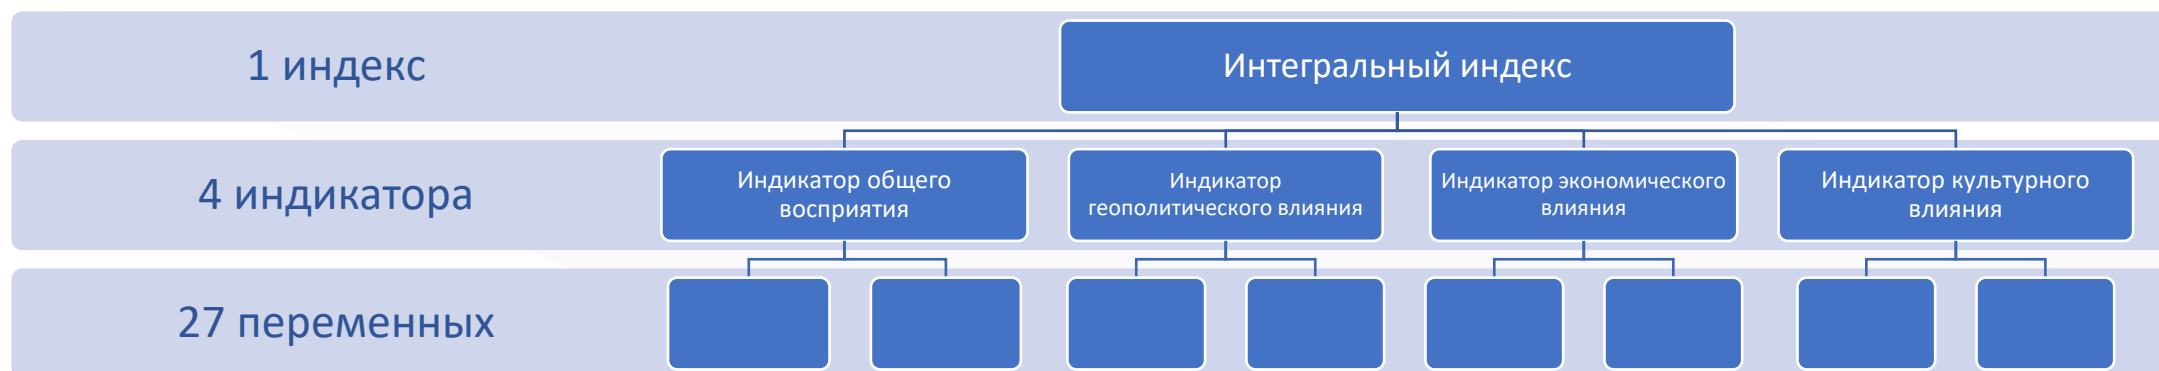 1 индекс
Интегральный индекс
4 индикатора
Индикатор общего
восприятия
Индикатор
геополитического влияния
Индикатор экономического
влияния
Индикатор культурного
влияния
27 переменных